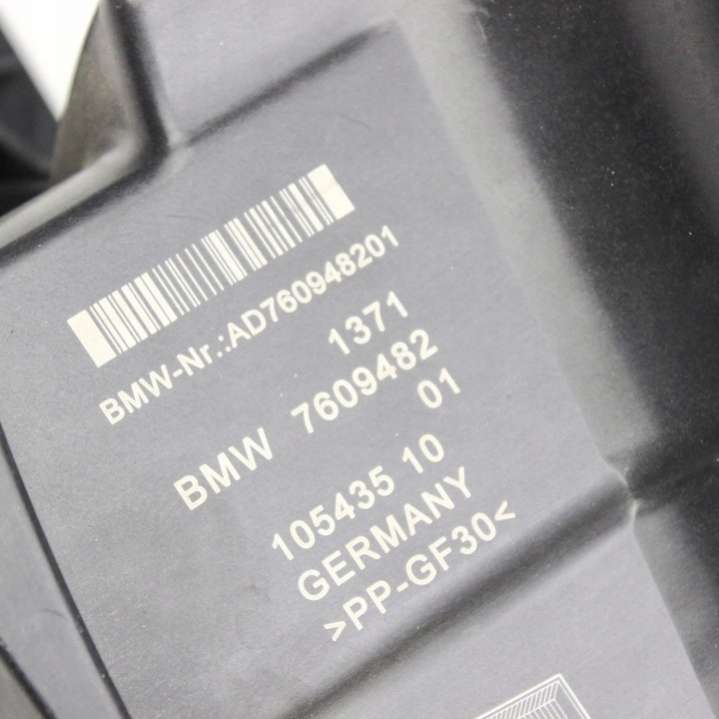 BMW-Nr.:AD760948201
1371
BMW 7609482
01
105435 10
GERMANY
>PP-GF30<